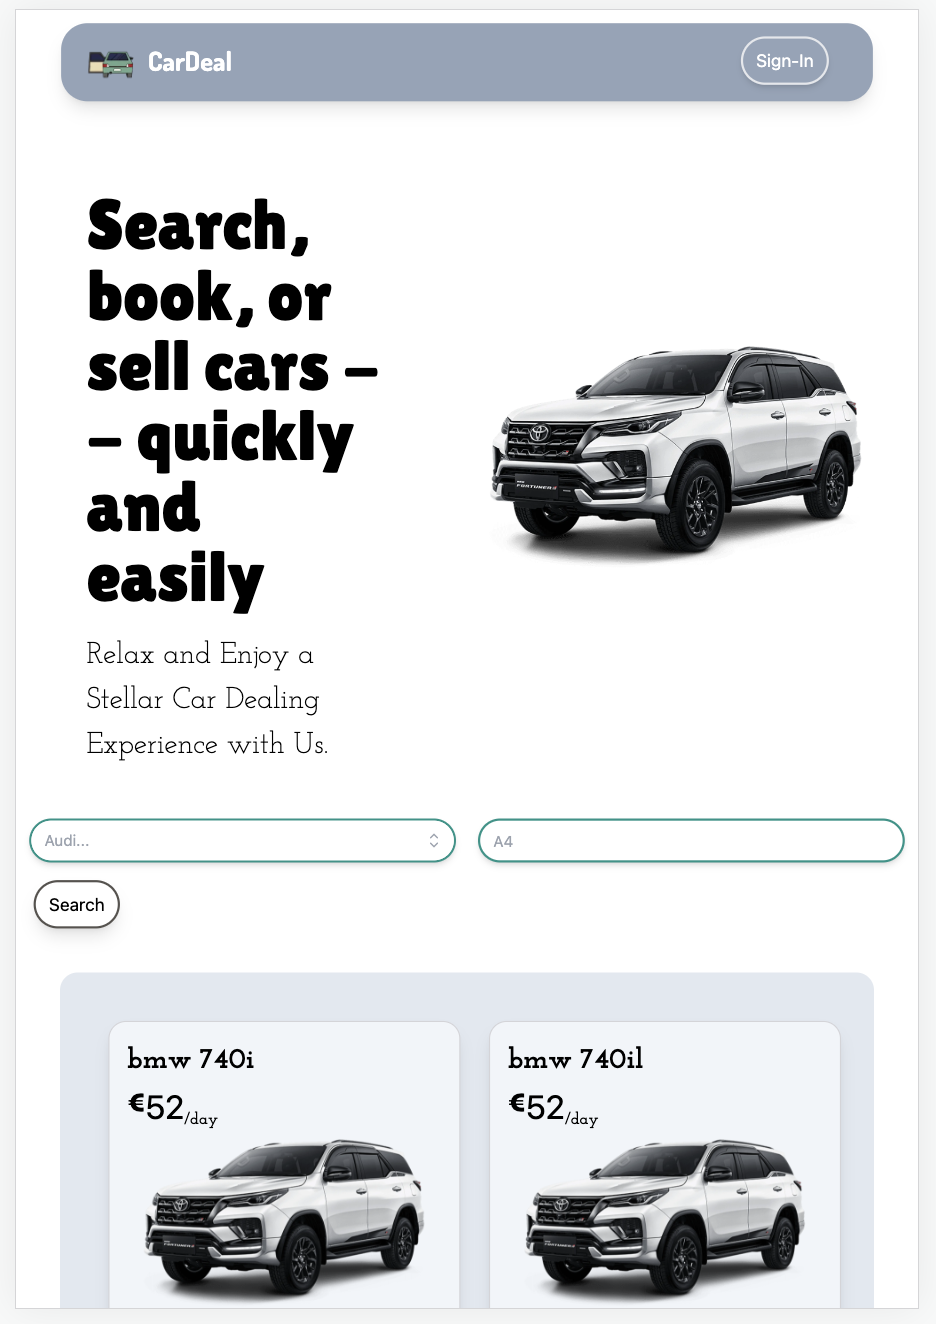 CarDeal
Sign-In
Search,
book, or
sell cars –
– quickly
and
easily
Relax and Enjoy a
Stellar Car Dealing
Experience with Us.
Audi...
A4
Search
bmw 740i
€52/day
bmw 740il
€52/day
FORTUNER